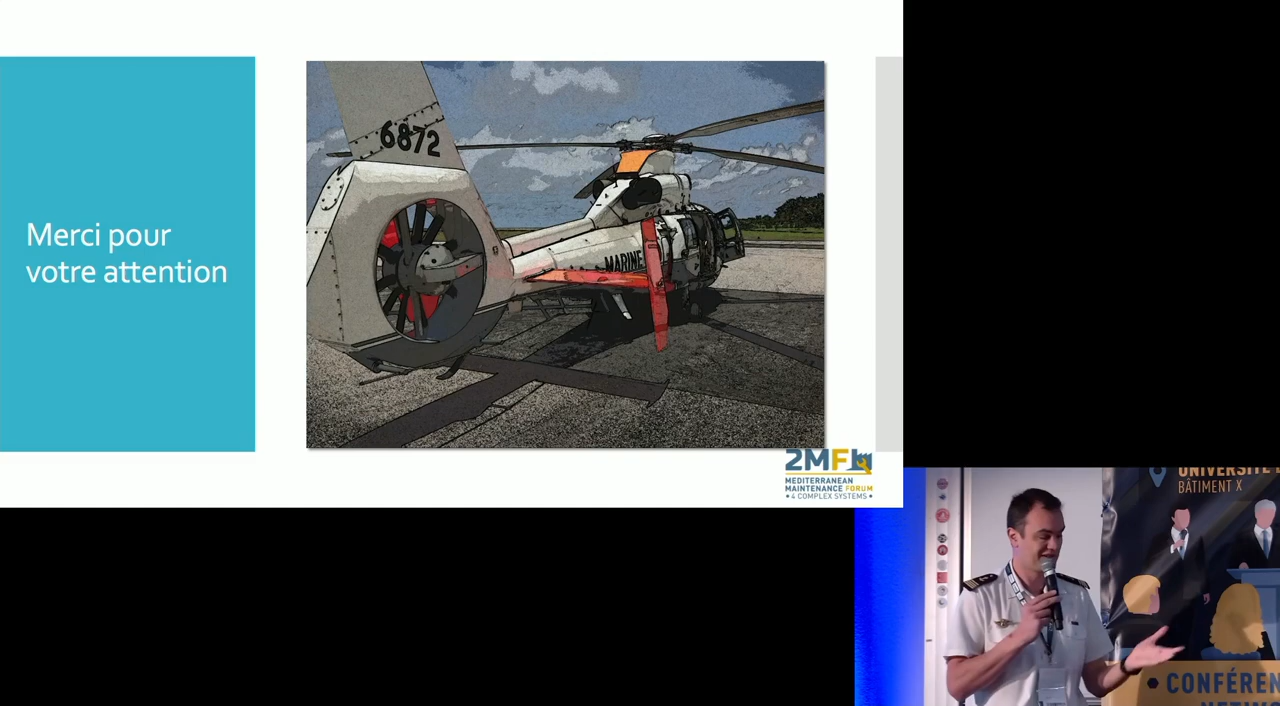 Merci pour
votre attention
6872
MARINE
2MF
MEDITERRANEAN
MAINTENANCE FORUM
• 4 COMPLEX SYSTEMS •
UNIVERSITÉ
BÂTIMENT X
• CONFÉREN